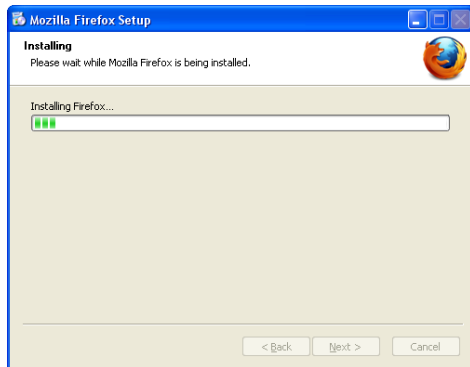 Mozilla Firefox Setup
Installing
Please wait while Mozilla Firefox is being installed.
Installing Firefox...
< Back Next > Cancel